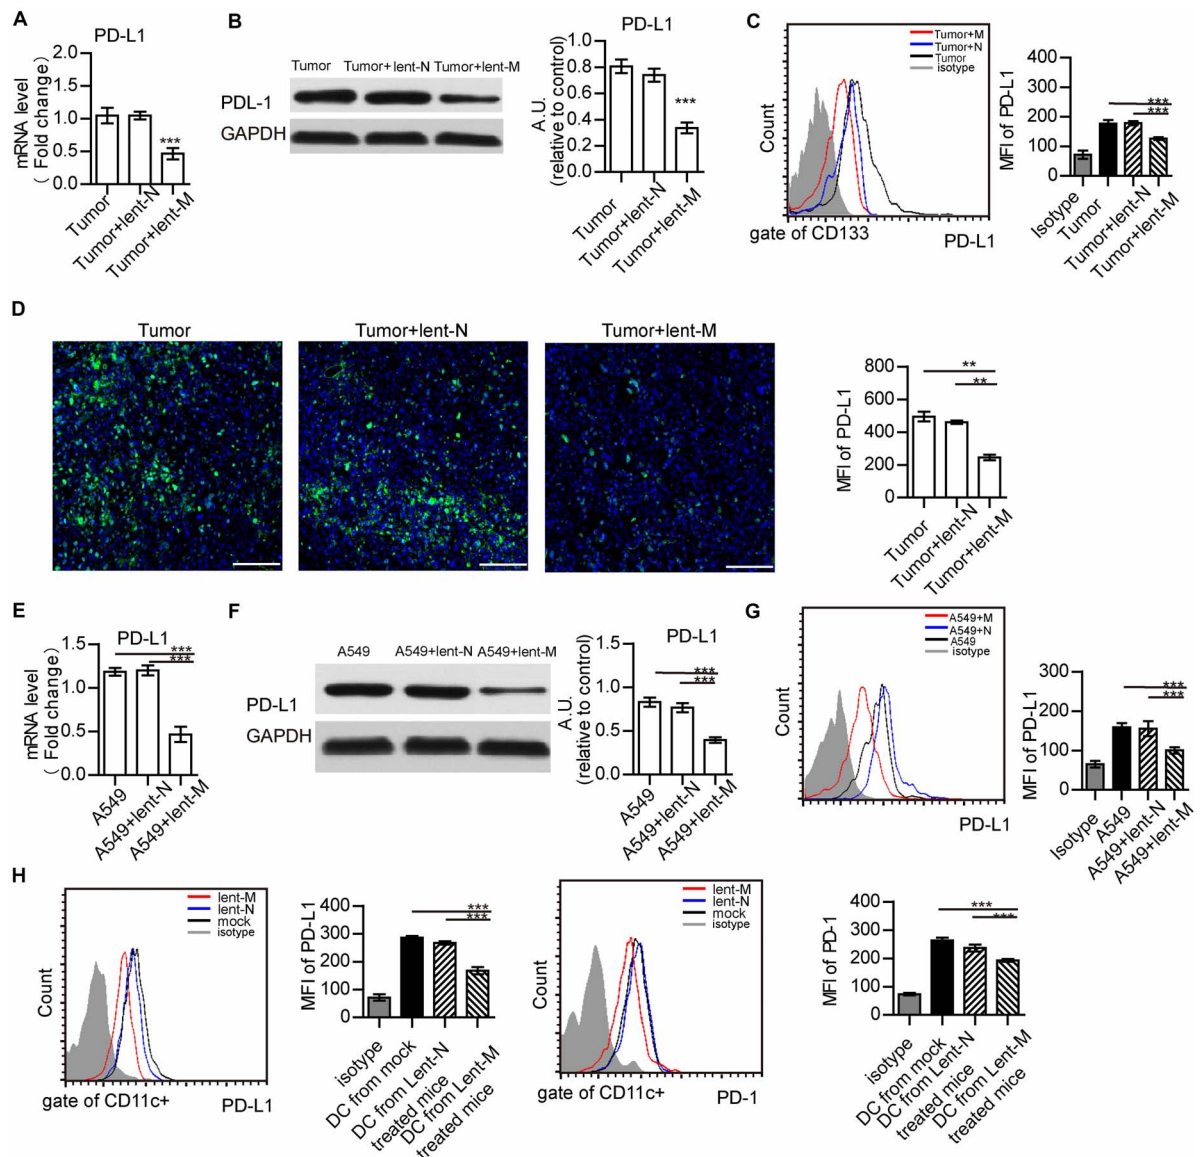 A
PD-L1
mRNA level
( Fold change)
2.0
1.5
1.0
0.5
0.0
***
Tumor
Tumor+lent-N
Tumor+lent-M
B
Tumor
Tumor+lent-N
Tumor+lent-M
PDL-1
GAPDH
PD-L1
A.U.
(relative to control)
1.0
0.8
0.6
0.4
0.2
0.0
***
Tumor
Tumor+lent-N
Tumor+lent-M
C
Tumor+M
Tumor+N
Tumor
isotype
Count
gate of CD133
PD-L1
MFI of PD-L1
400
300
200
100
0
***
***
Isotype
Tumor
Tumor+lent-N
Tumor+lent-M
D
Tumor
Tumor+lent-N
Tumor+lent-M
MFI of PD-L1
800
600
400
200
0
**
**
Tumor
Tumor+lent-N
Tumor+lent-M
E
PD-L1
mRNA level
( Fold change)
1.5
1.0
0.5
0.0
***
***
A549
A549+lent-N
A549+lent-M
F
A549
A549+lent-N
A549+lent-M
PD-L1
GAPDH
PD-L1
A.U.
(relative to control)
1.5
1.0
0.5
0.0
***
***
A549
A549+lent-N
A549+lent-M
G
A549+M
A549+N
A549
isotype
Count
PD-L1
MFI of PD-L1
300
200
100
0
***
***
Isotype
A549
A549+lent-N
A549+lent-M
H
lent-M
lent-N
mock
isotype
Count
gate of CD11c+
PD-L1
MFI of PD-L1
400
300
200
100
0
***
***
isotype
DC from mock
DC from Lent-N
treated mice
DC from Lent-M
treated mice
lent-M
lent-N
mock
isotype
Count
gate of CD11c+
PD-1
MFI of PD-1
400
300
200
100
0
***
***
isotype
DC from mock
DC from Lent-N
treated mice
DC from Lent-M
treated mice